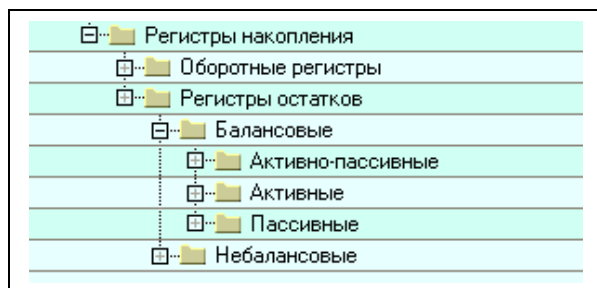 Регистры накопления
Оборотные регистры
Регистры остатков
Балансовые
Активно-пассивные
Активные
Пассивные
Небалансовые